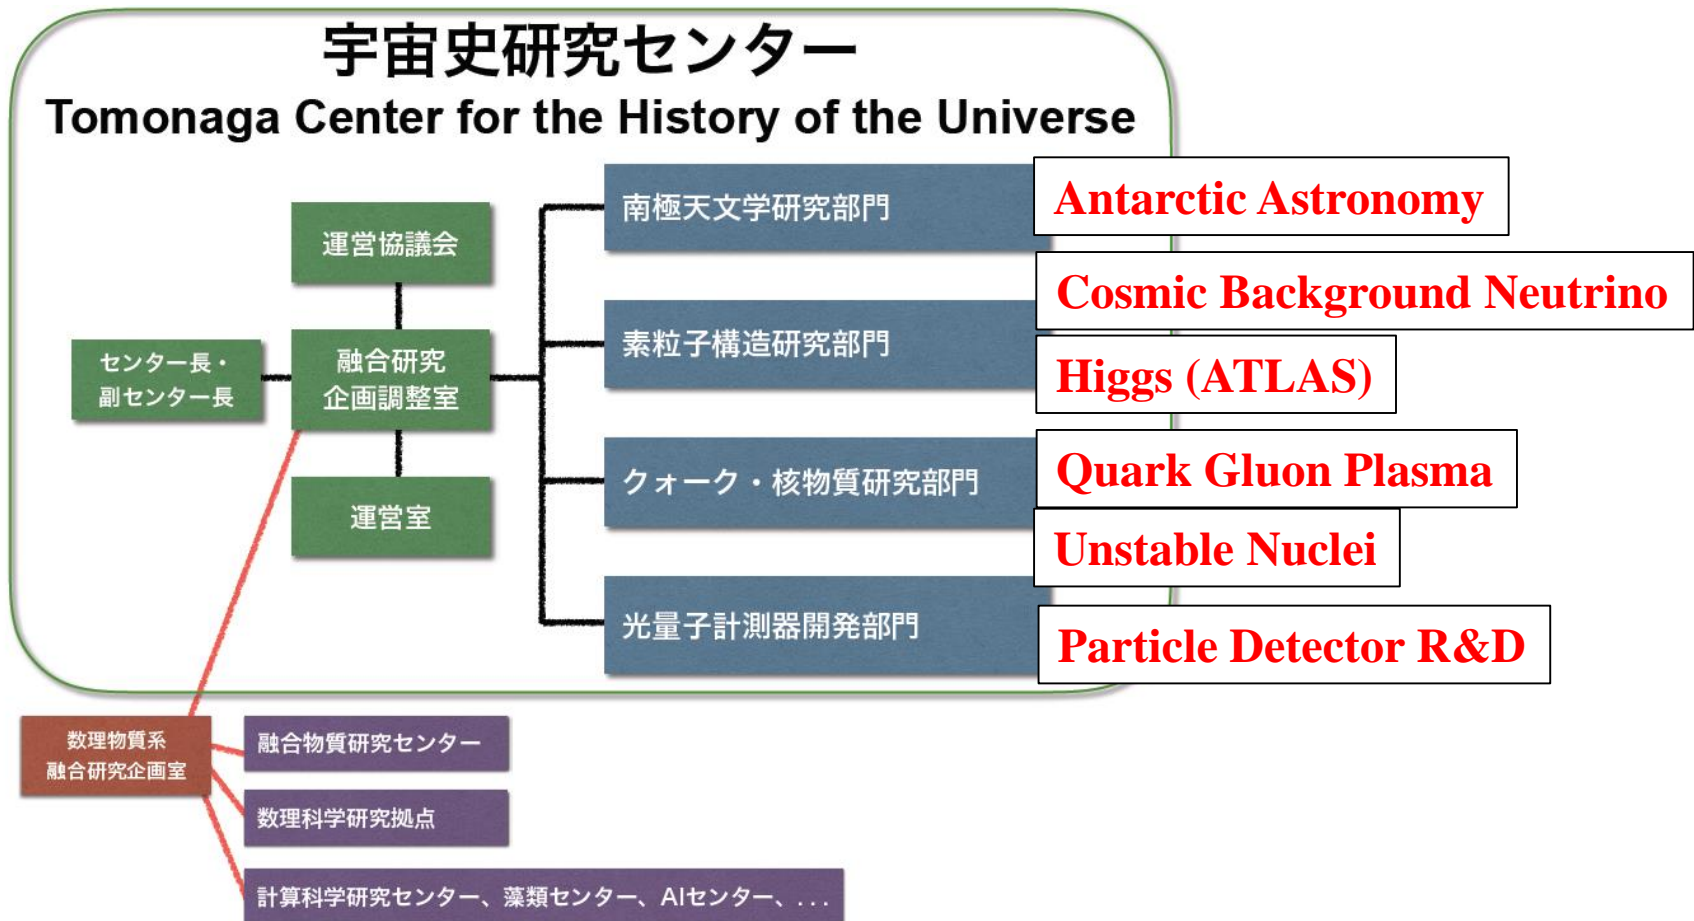 宇宙史研究センター
Tomonaga Center for the History of the Universe
南極天文学研究部門
Antarctic Astronomy
運営協議会
Cosmic Background Neutrino
素粒子構造研究部門
センター長・
副センター長
融合研究
企画調整室
Higgs (ATLAS)
クォーク・核物質研究部門
Quark Gluon Plasma
運営室
Unstable Nuclei
光量子計測器開発部門
Particle Detector R&D
数理物質系
融合研究企画室
融合物質研究センター
数理科学研究拠点
計算科学研究センター、藻類センター、AIセンター、...